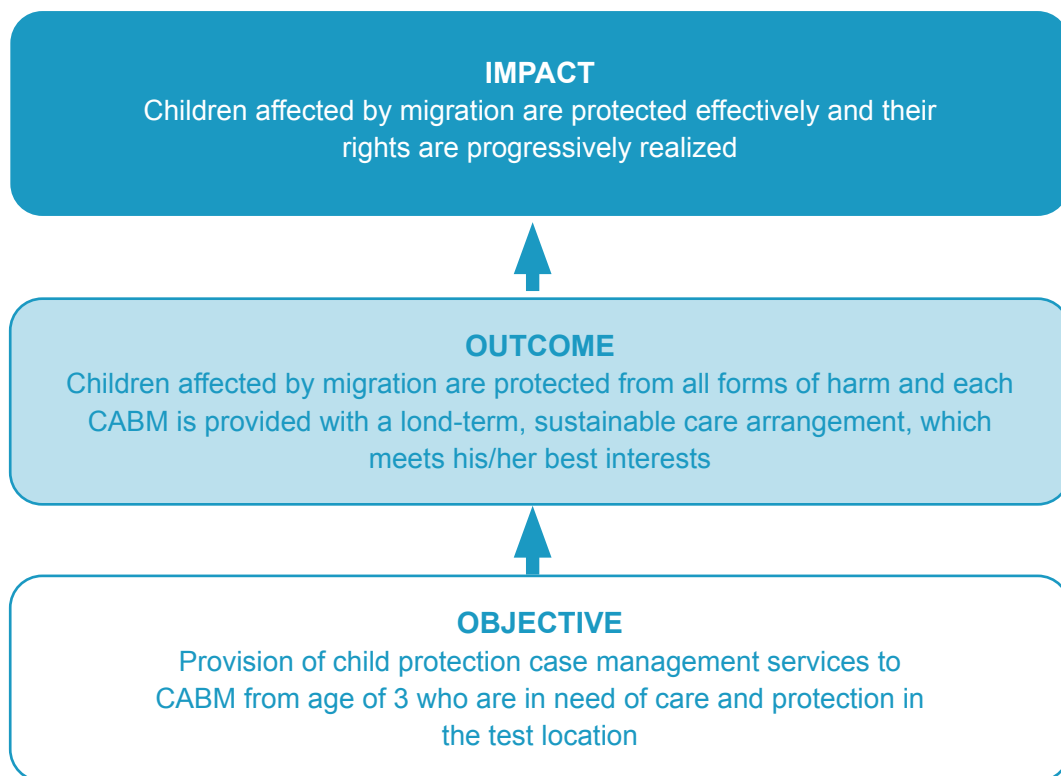 IMPACT
Children affected by migration are protected effectively and their
rights are progressively realized
OUTCOME
Children affected by migration are protected from all forms of harm and each
CABM is provided with a lond-term, sustainable care arrangement, which
meets his/her best interests
OBJECTIVE
Provision of child protection case management services to
CABM from age of 3 who are in need of care and protection in
the test location